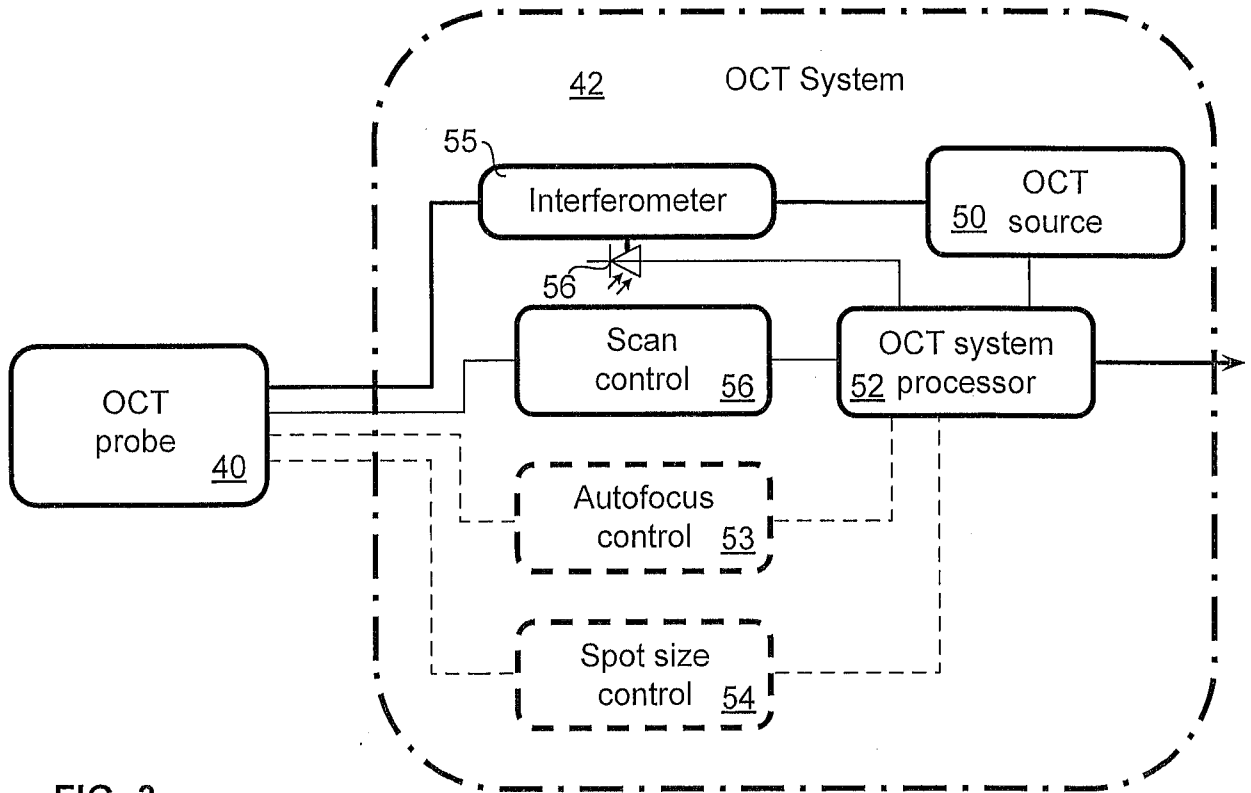 42 OCT System
55
Interferometer
OCT
source
50
56
Scan
control
56
OCT system
processor
52
OCT
probe
40
Autofocus
control
53
Spot size
control
54